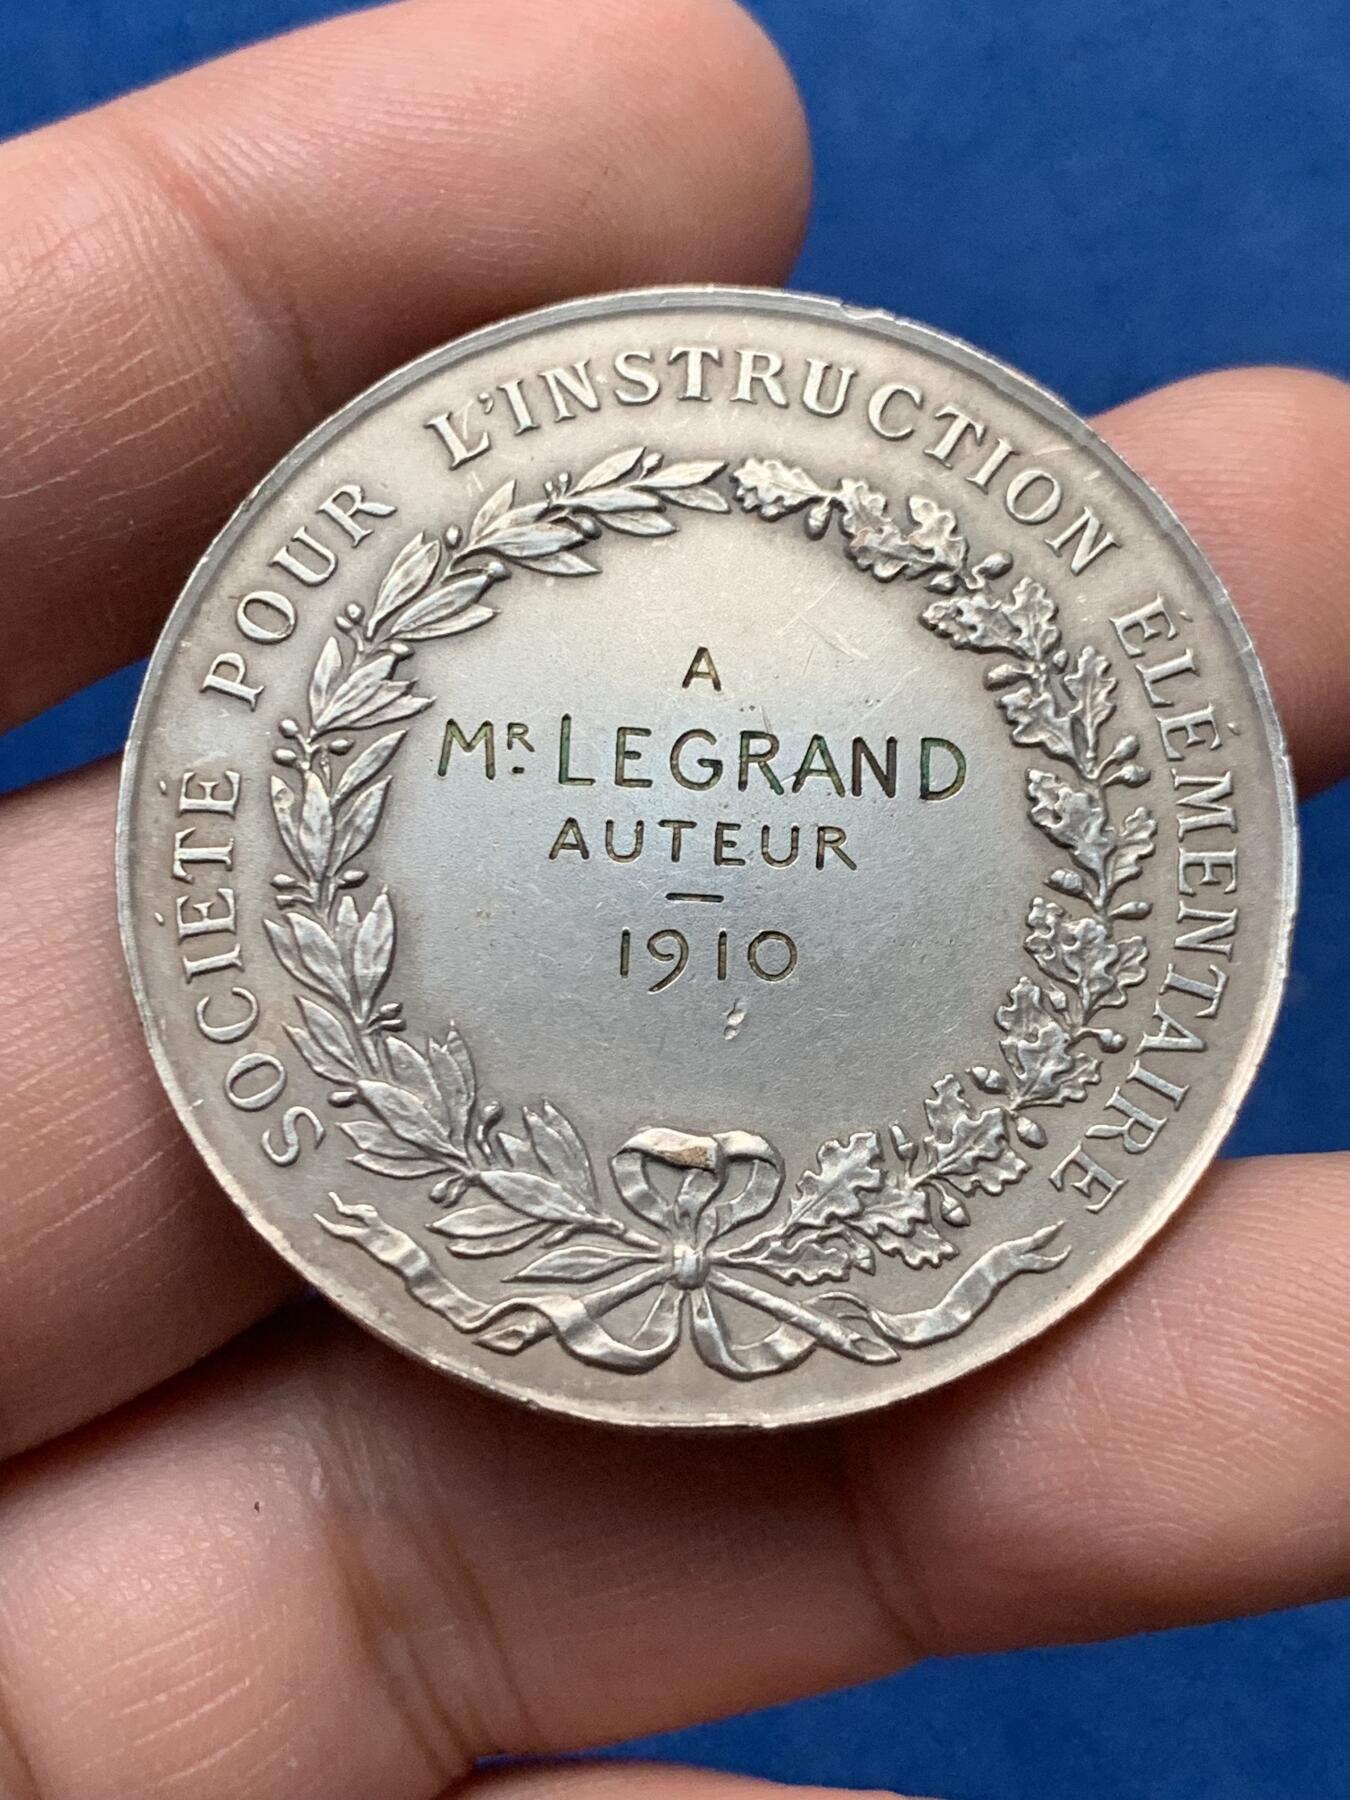 SOCIÉTÉ POUR L'INSTRUCTION ÉLÉMENTAIRE
A
MR. LEGRAND
AUTEUR
—
1910